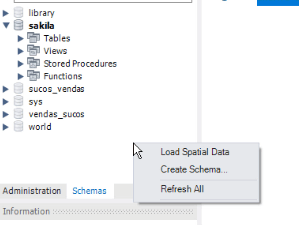 library
sakila
Tables
Views
Stored Procedures
Functions
sucos_vendas
sys
vendas_sucos
world
Load Spatial Data
Create Schema...
Refresh All
Administration Schemas
Information